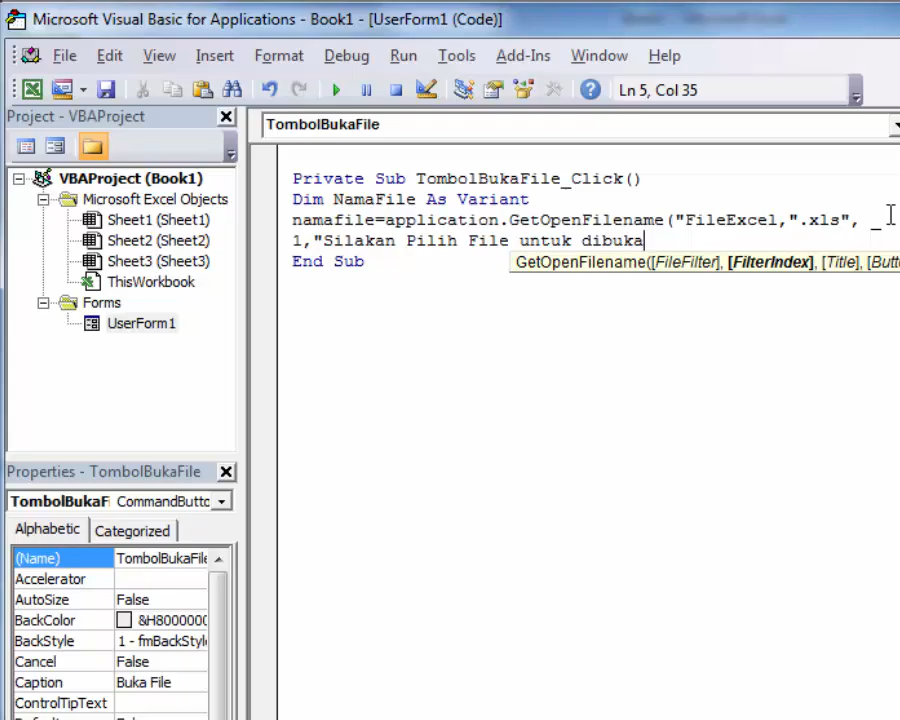 Microsoft Visual Basic for Applications - Book1 - [UserForm1 (Code)]
File Edit View Insert Format Debug Run Tools Add-Ins Window Help
Ln 5, Col 35
Project - VBAProject
TombolBukaFile
VBAProject (Book1)
Microsoft Excel Objects
Sheet1 (Sheet1)
Sheet2 (Sheet2)
Sheet3 (Sheet3)
ThisWorkbook
Forms
UserForm1
Private Sub TombolBukaFile_Click()
Dim NamaFile As Variant
namafile=application.GetOpenFilename("FileExcel,".xls", _
1,"Silakan Pilih File untuk dibuka
End Sub
GetOpenFilename([FileFilter], [FilterIndex], [Title], [Butt
Properties - TombolBukaFile
TombolBukaF CommandButto
Alphabetic Categorized
(Name) TombolBukaFile
Accelerator
AutoSize False
BackColor &H8000000
BackStyle 1 - fmBackStyle
Cancel False
Caption Buka File
ControlTipText